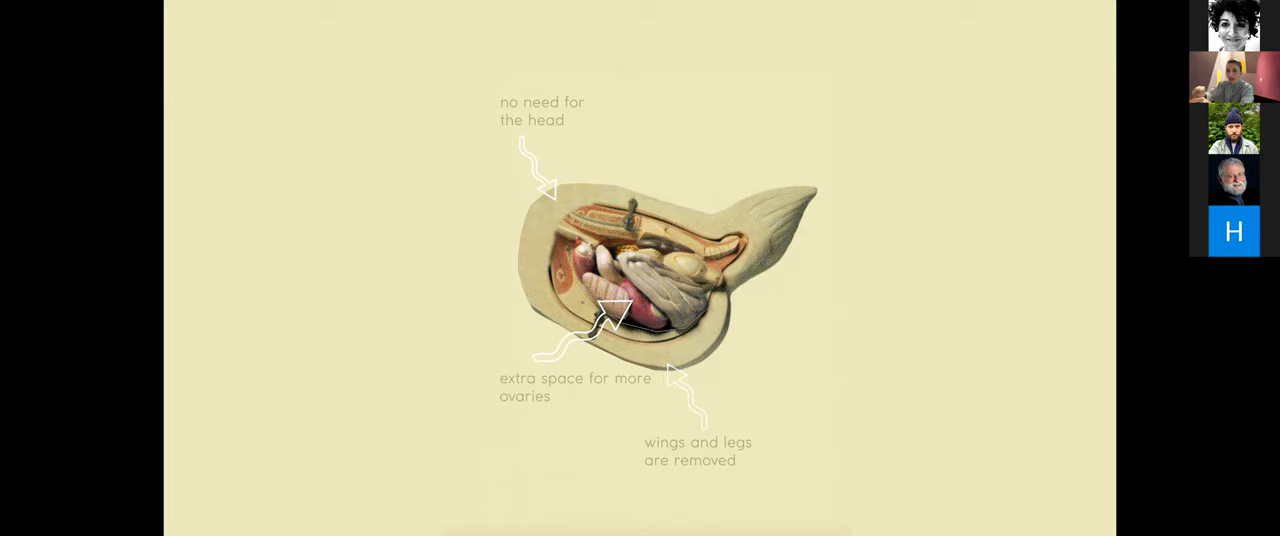 no need for
the head
H
extra space for more
ovaries
wings and legs
are removed